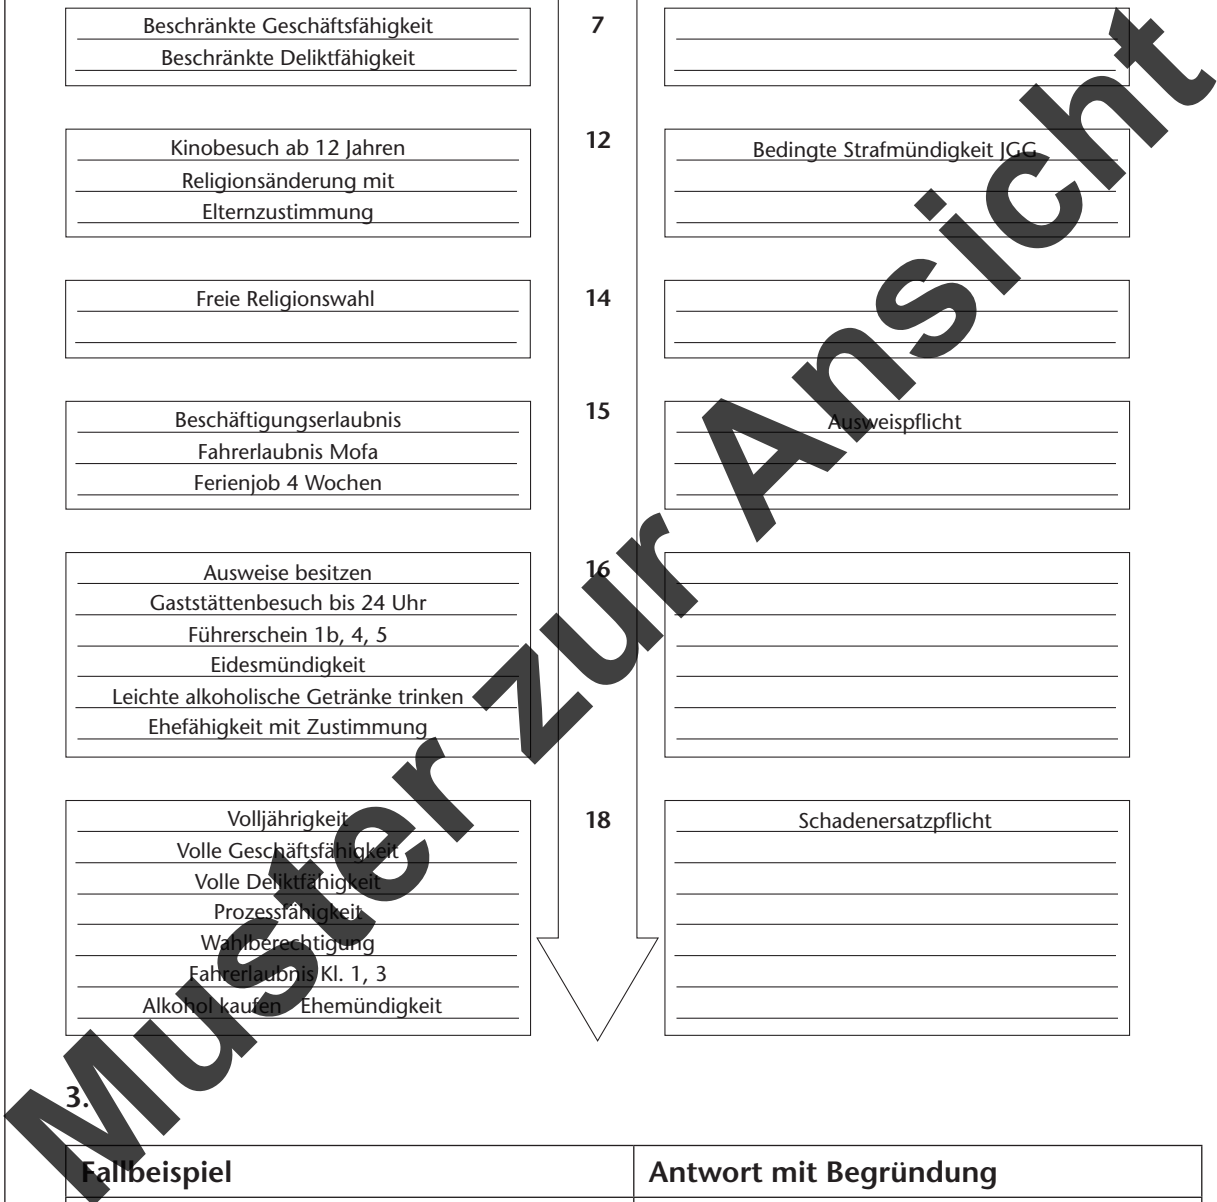 Beschränkte Geschäftsfähigkeit
Beschränkte Deliktfähigkeit
7
Kinobesuch ab 12 Jahren
Religionsänderung mit
Elternzustimmung
12
Bedingte Strafmündigkeit JGG
Freie Religionswahl
14
Beschäftigungserlaubnis
Fahrerlaubnis Mofa
Ferienjob 4 Wochen
15
Ausweispflicht
Ausweise besitzen
Gaststättenbesuch bis 24 Uhr
Führerschein 1b, 4, 5
Eidesmündigkeit
Leichte alkoholische Getränke trinken
Ehefähigkeit mit Zustimmung
16
Volljährigkeit
Volle Geschäftsfähigkeit
Volle Deliktfähigkeit
Prozessfähigkeit
Wahlberechtigung
Fahrerlaubnis Kl. 1, 3
Alkohol kaufen Ehemündigkeit
18
Schadenersatzpflicht
3.
Fallbeispiel
Antwort mit Begründung
Muster zur Ansicht